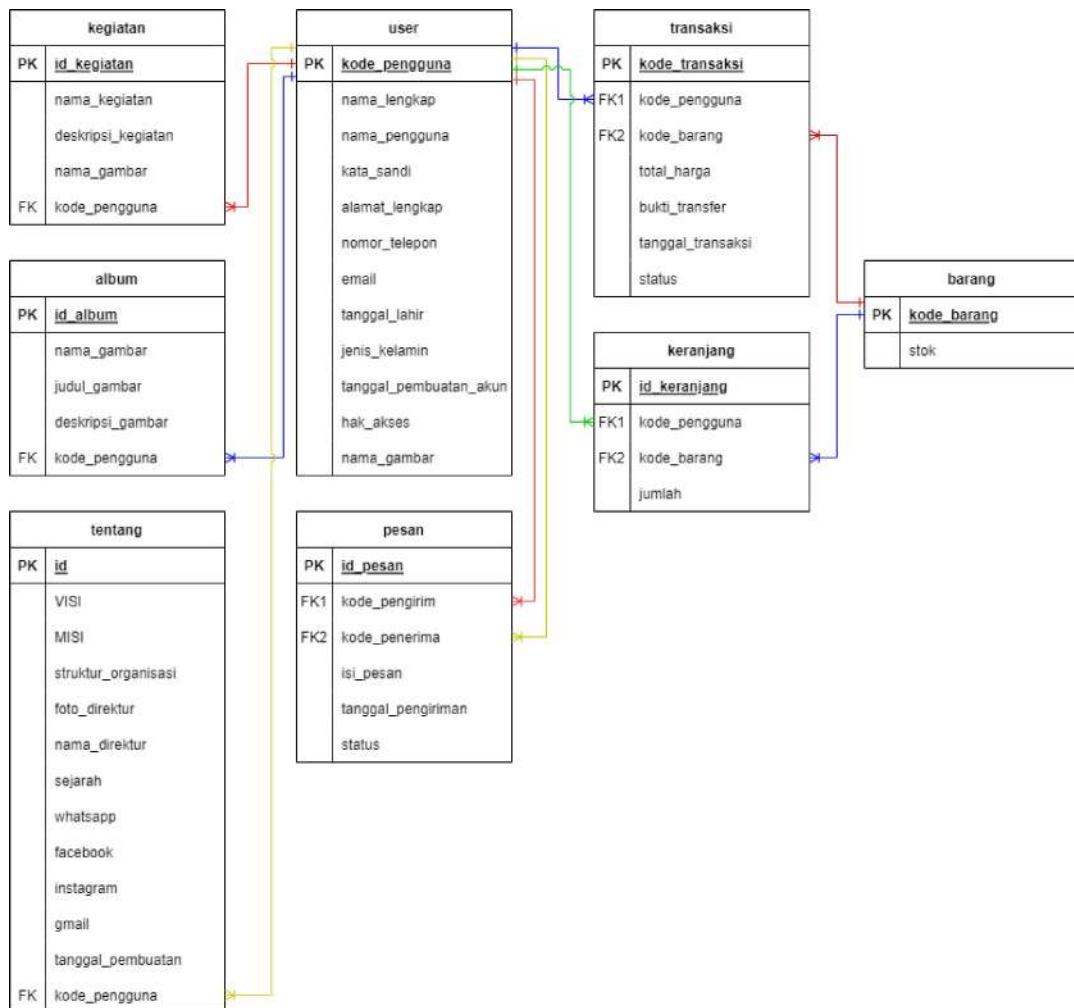 kegiatan
PK id_kegiatan
nama_kegiatan
deskripsi_kegiatan
nama_gambar
FK kode_pengguna
album
PK id_album
nama_gambar
judul_gambar
deskripsi_gambar
FK kode_pengguna
tentang
PK id
VISI
MISI
struktur_organisasi
foto_direktur
nama_direktur
sejarah
whatsapp
facebook
instagram
gmail
tanggal_pembuatan
FK kode_pengguna
user
PK kode_pengguna
nama_lengkap
nama_pengguna
kata_sandi
alamat_lengkap
nomor_telepon
email
tanggal_lahir
jenis_kelamin
tanggal_pembuatan_akun
hak_akses
nama_gambar
pesan
PK id_pesan
FK1 kode_pengirim
FK2 kode_penerima
isi_pesan
tanggal_pengiriman
status
transaksi
PK kode_transaksi
FK1 kode_pengguna
FK2 kode_barang
total_harga
bukti_transfer
tanggal_transaksi
status
keranjang
PK id_keranjang
FK1 kode_pengguna
FK2 kode_barang
jumlah
barang
PK kode_barang
stok